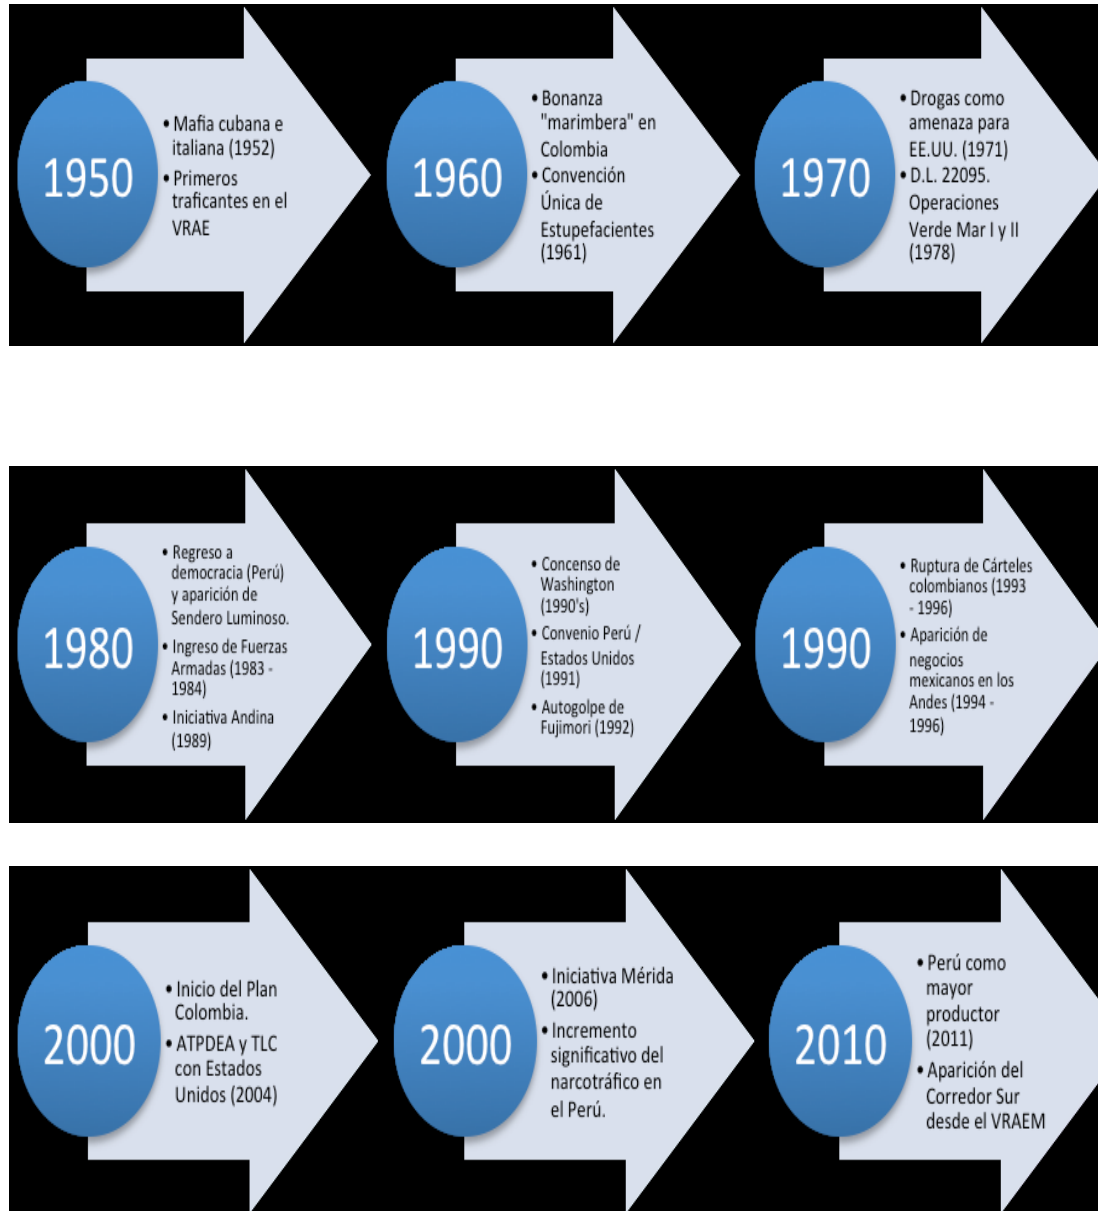 1950
• Mafia cubana e
italiana (1952)
• Primeros
traficantes en el
VRAE
1960
• Bonanza
"marimbera" en
Colombia
• Convención
Única de
Estupefacientes
(1961)
1970
• Drogas como
amenaza para
EE.UU. (1971)
• D.L. 22095.
Operaciones
Verde Mar I y II
(1978)
1980
• Regreso a
democracia (Perú)
y aparición de
Sendero Luminoso.
• Ingreso de Fuerzas
Armadas (1983 -
1984)
• Iniciativa Andina
(1989)
1990
• Concenso de
Washington
(1990's)
• Convenio Perú /
Estados Unidos
(1991)
• Autogolpe de
Fujimori (1992)
1990
• Ruptura de Cárteles
colombianos (1993
- 1996)
• Aparición de
negocios
mexicanos en los
Andes (1994 -
1996)
2000
• Inicio del Plan
Colombia.
• ATPDEA y TLC
con Estados
Unidos (2004)
2000
• Iniciativa Mérida
(2006)
• Incremento
significativo del
narcotráfico en
el Perú.
2010
• Perú como
mayor
productor
(2011)
• Aparición del
Corredor Sur
desde el VRAEM